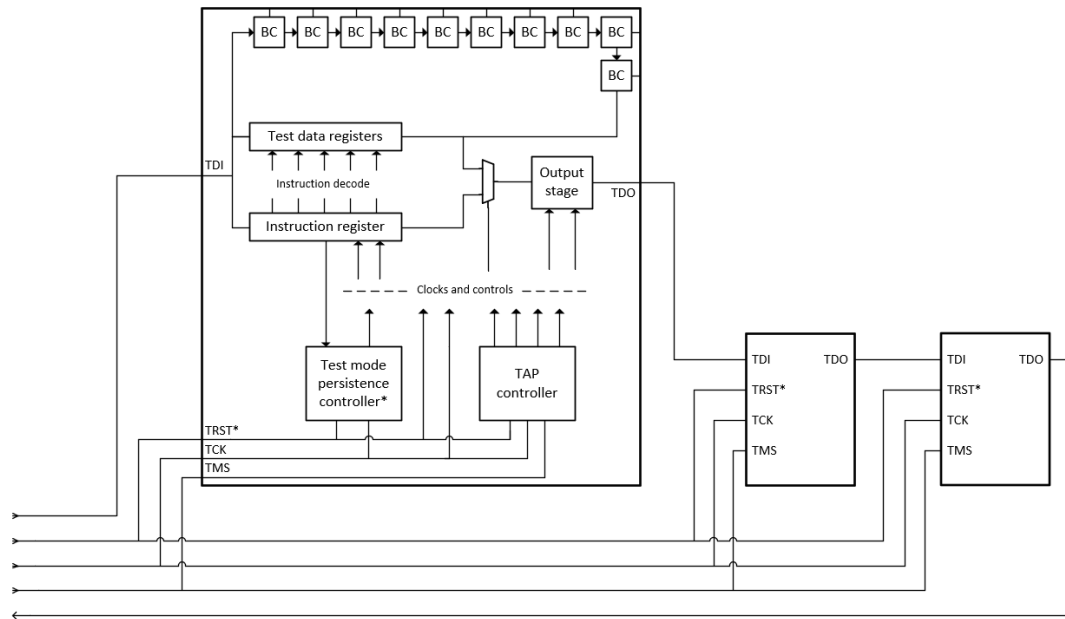 BC BC BC BC BC BC BC BC BC
BC
Test data registers
TDI
Instruction decode
Output
stage
TDO
Instruction register
Clocks and controls
Test mode
persistence
controller*
TAP
controller
TRST*
TCK
TMS
TDI TDO
TRST*
TCK
TMS
TDI TDO
TRST*
TCK
TMS